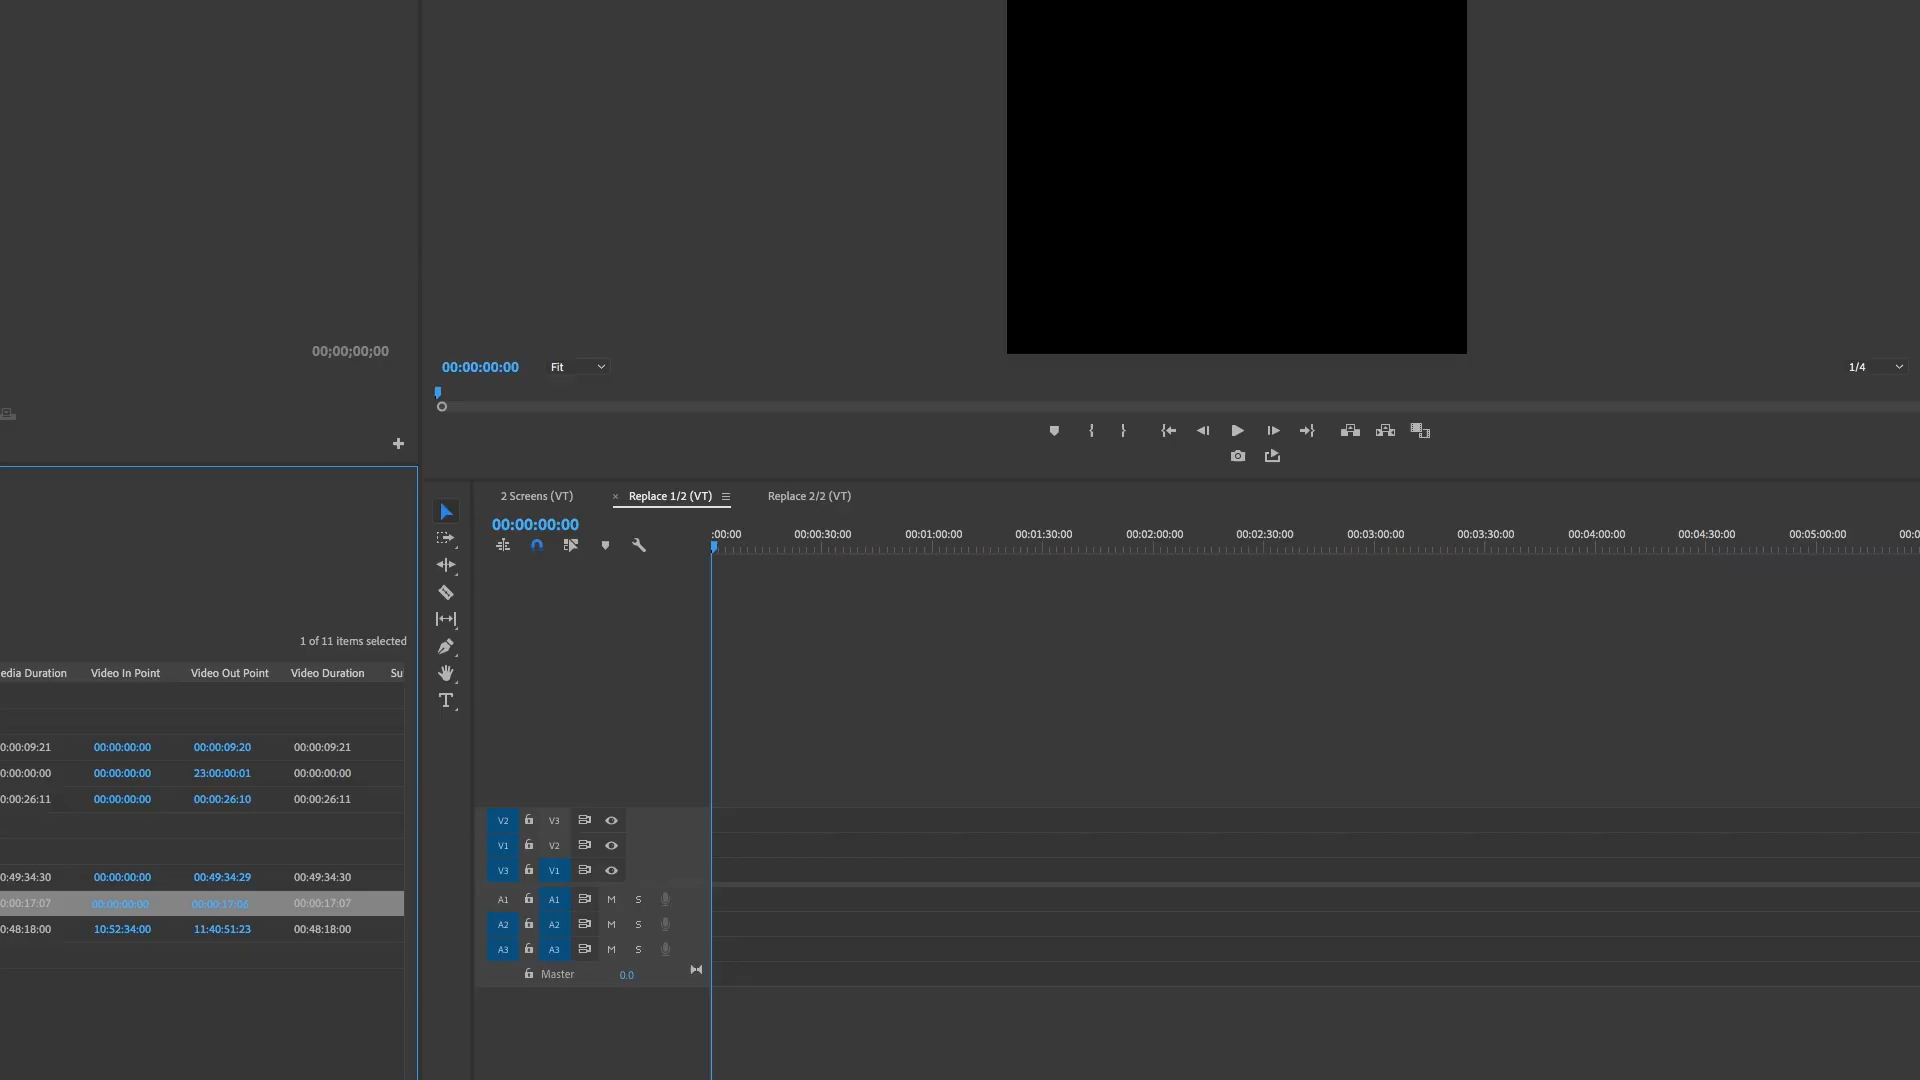 00;00;00;00
00:00:00:00 Fit 1/4
2 Screens (VT) × Replace 1/2 (VT) Replace 2/2 (VT)
00:00:00:00
:00:00 00:00:30:00 00:01:00:00 00:01:30:00 00:02:00:00 00:02:30:00 00:03:00:00 00:03:30:00 00:04:00:00 00:04:30:00 00:05:00:00 00:0
1 of 11 items selected
edia Duration Video In Point Video Out Point Video Duration Su
0:00:09:21 00:00:00:00 00:00:09:20 00:00:09:21
0:00:00:00 00:00:00:00 23:00:00:01 00:00:00:00
0:00:26:11 00:00:00:00 00:00:26:10 00:00:26:11
0:49:34:30 00:00:00:00 00:49:34:29 00:49:34:30
0:00:17:07 00:00:00:00 00:00:17:06 00:00:17:07
0:48:18:00 10:52:34:00 11:40:51:23 00:48:18:00
V2 V3
V1 V2
V3 V1
A1 A1 M S
A2 A2 M S
A3 A3 M S
Master 0.0